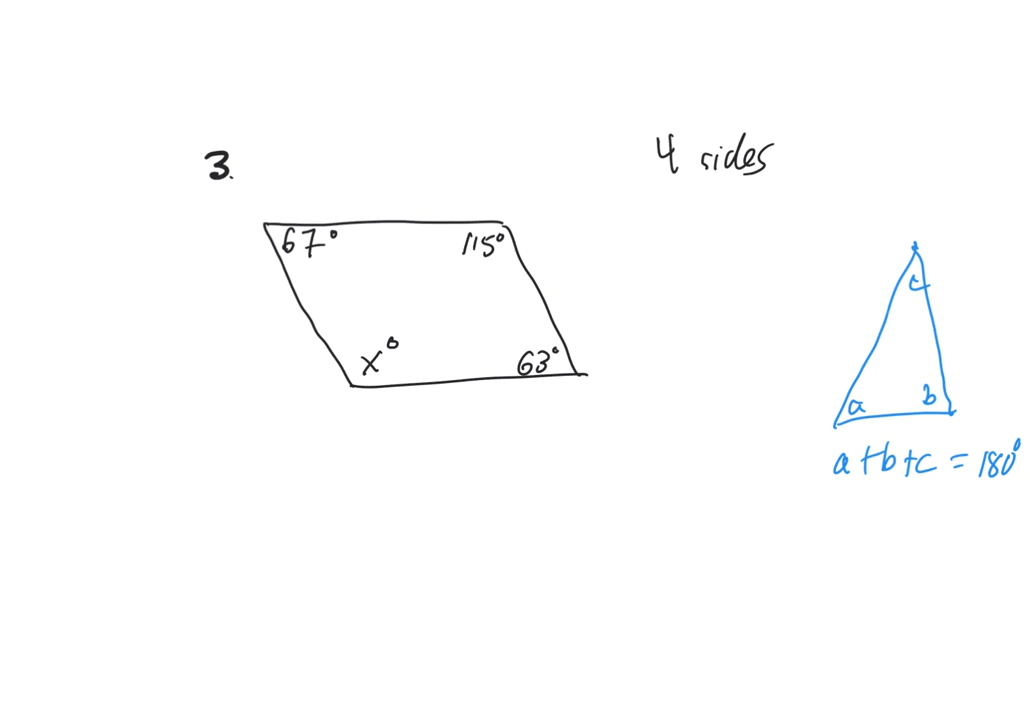 3.
4 sides
67°
115°
x°
63°
c
a
b
a+b+c = 180°